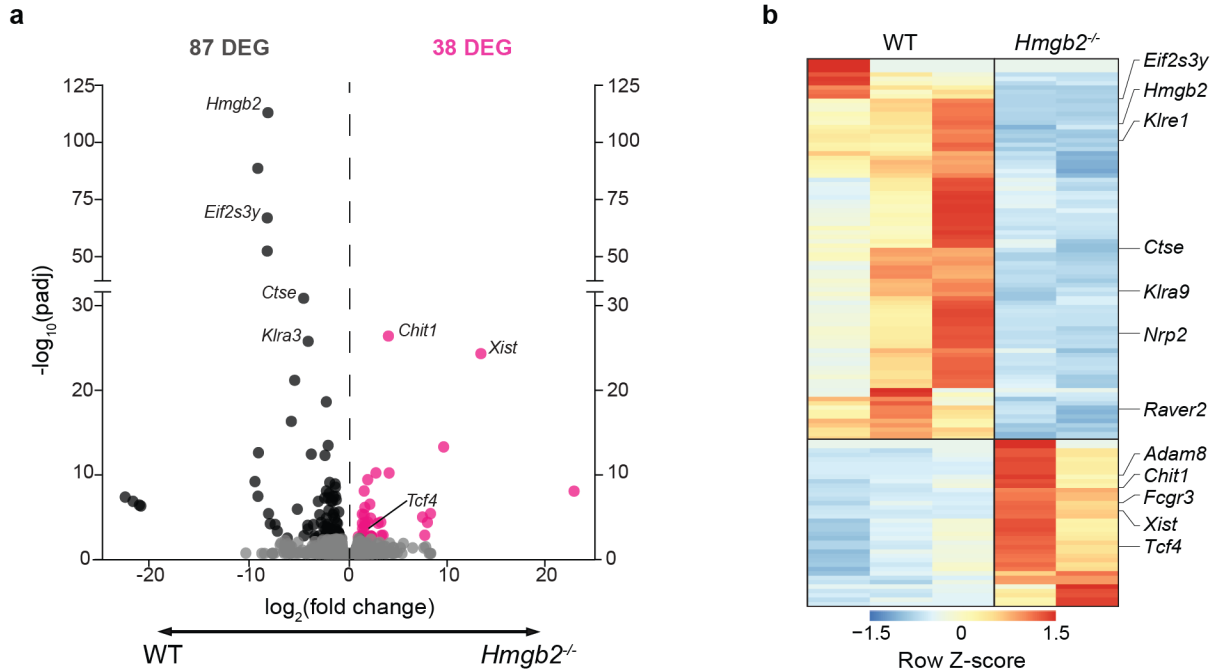 a
87 DEG
38 DEG
125
100
75
50
30
20
10
0
125
100
75
50
30
20
10
0
-log10(padj)
Hmgb2
Eif2s3y
Ctse
Klra3
Chit1
Xist
Tcf4
-20
-10
0
10
20
log2(fold change)
WT
Hmgb2-/-
b
WT
Hmgb2-/-
Eif2s3y
Hmgb2
Klre1
Ctse
Klra9
Nrp2
Raver2
Adam8
Chit1
Fcgr3
Xist
Tcf4
−1.5
0
1.5
Row Z-score